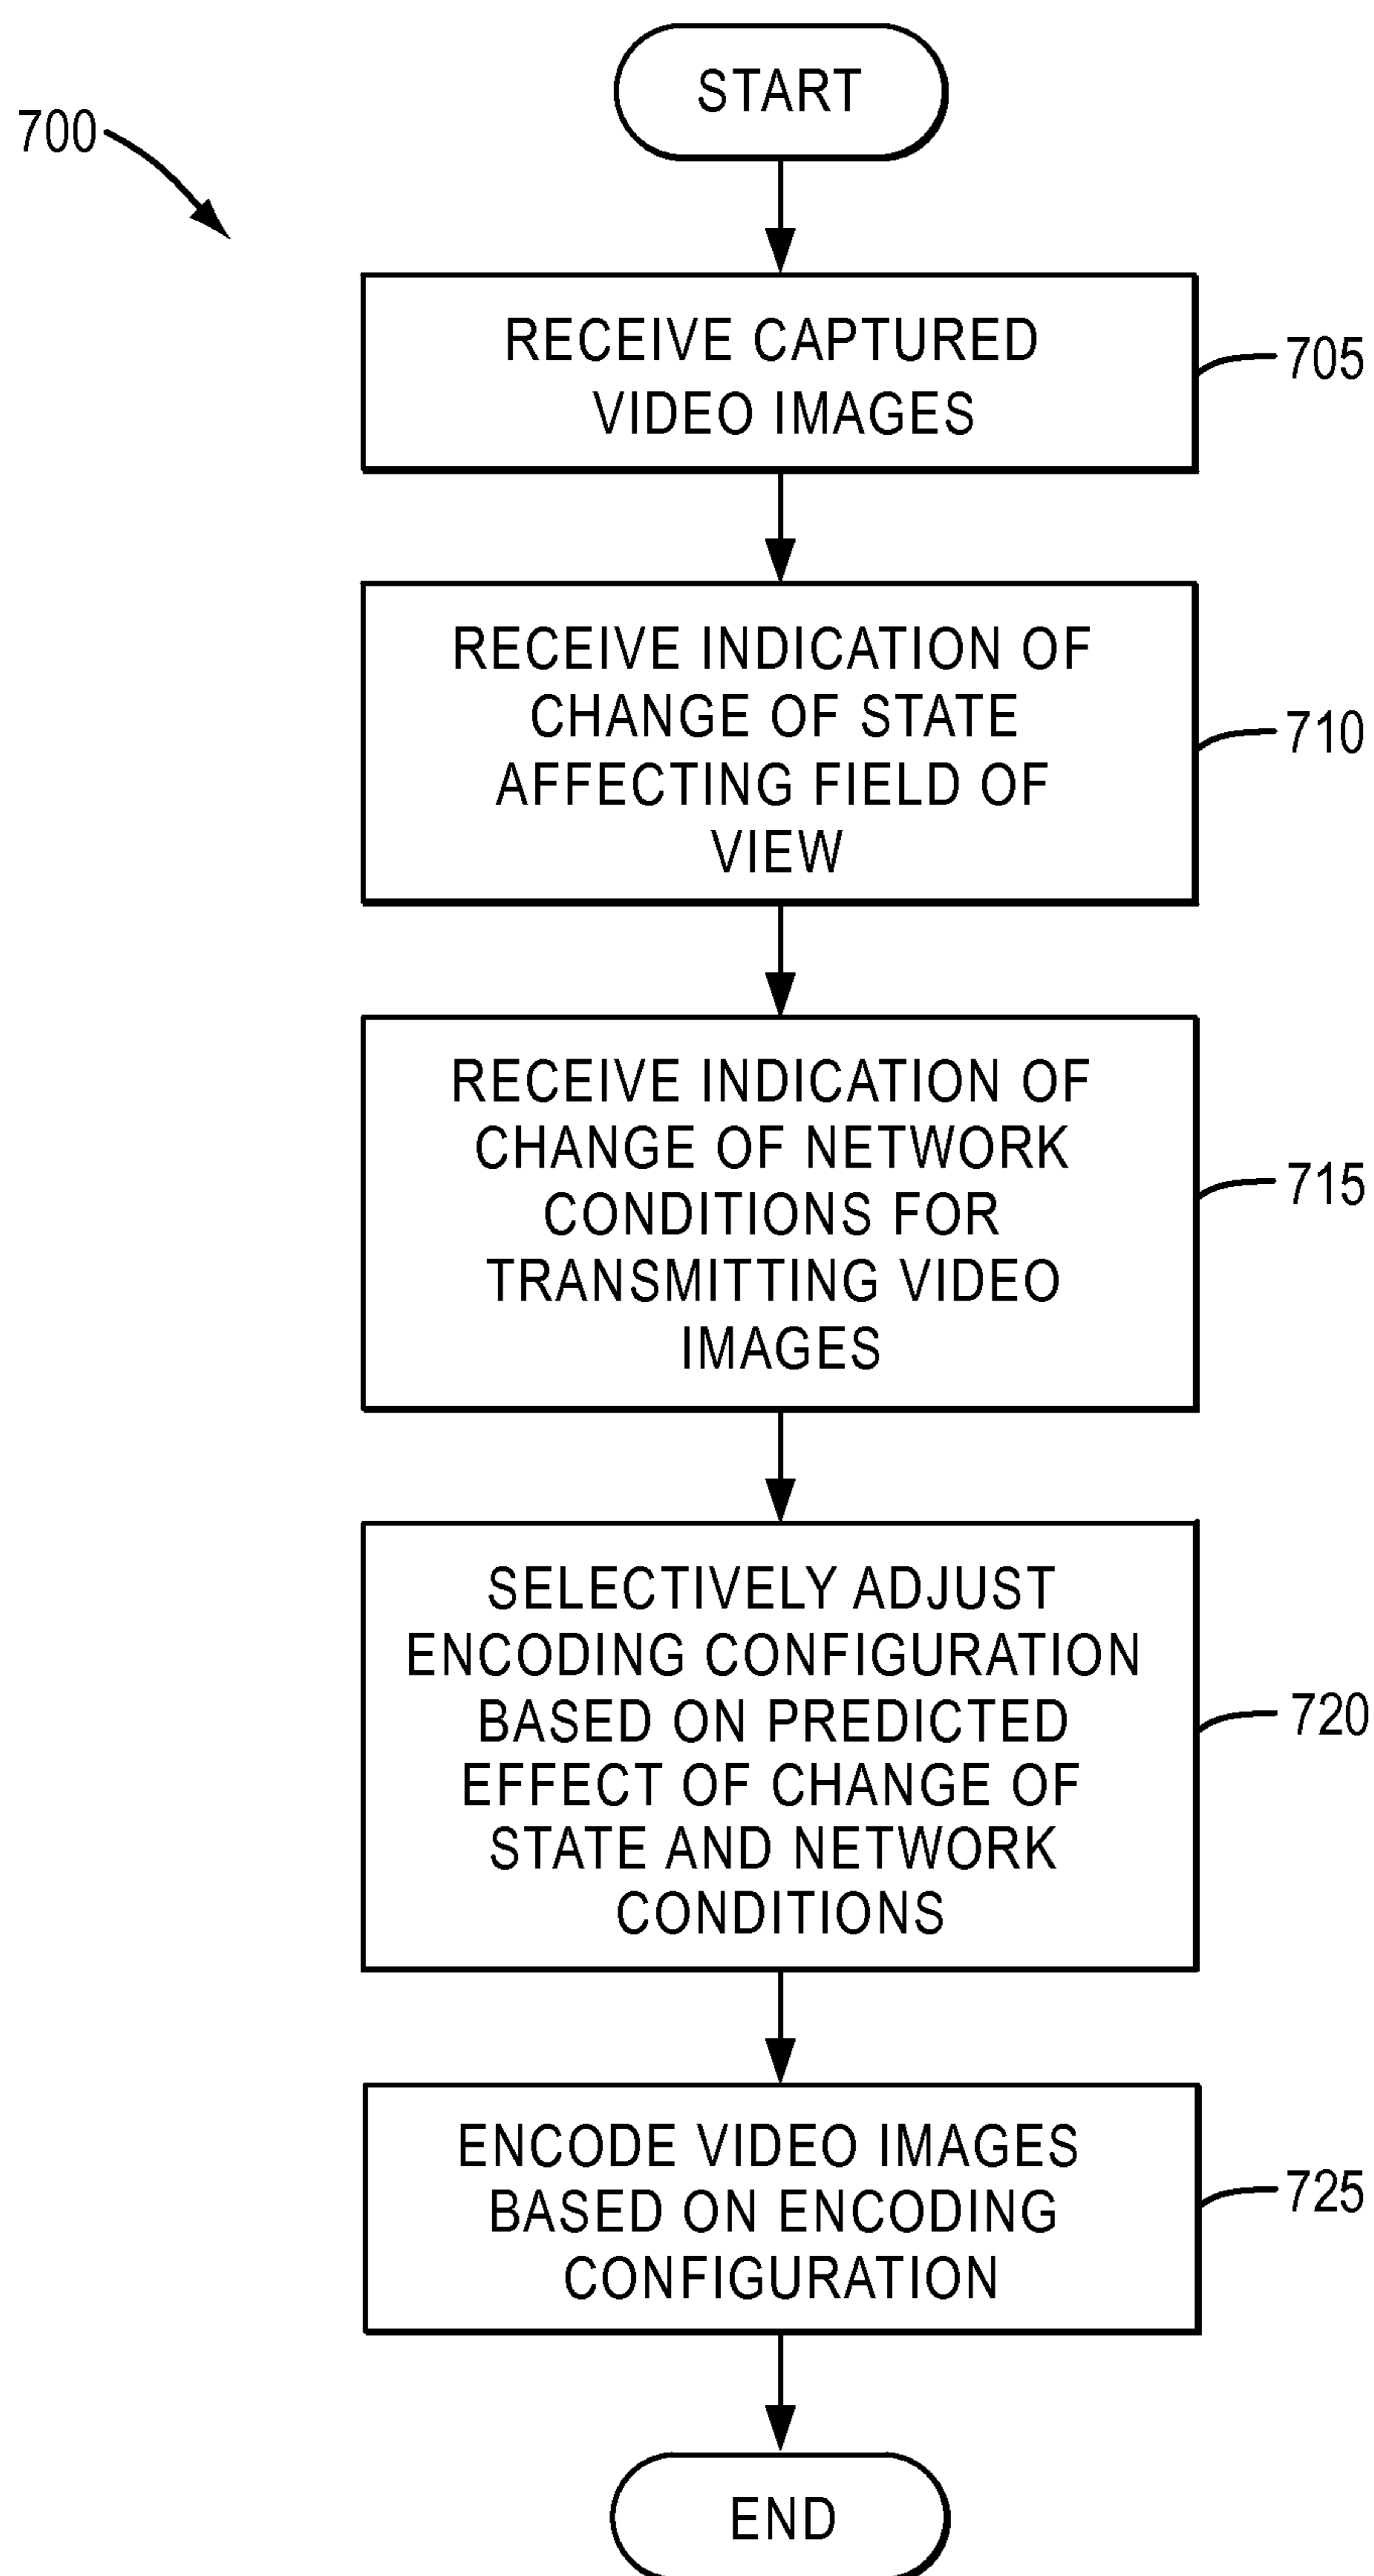 START
700
RECEIVE CAPTURED
VIDEO IMAGES
705
RECEIVE INDICATION OF
CHANGE OF STATE
AFFECTING FIELD OF
VIEW
710
RECEIVE INDICATION OF
CHANGE OF NETWORK
CONDITIONS FOR
TRANSMITTING VIDEO
IMAGES
715
SELECTIVELY ADJUST
ENCODING CONFIGURATION
BASED ON PREDICTED
EFFECT OF CHANGE OF
STATE AND NETWORK
CONDITIONS
720
ENCODE VIDEO IMAGES
BASED ON ENCODING
CONFIGURATION
725
END